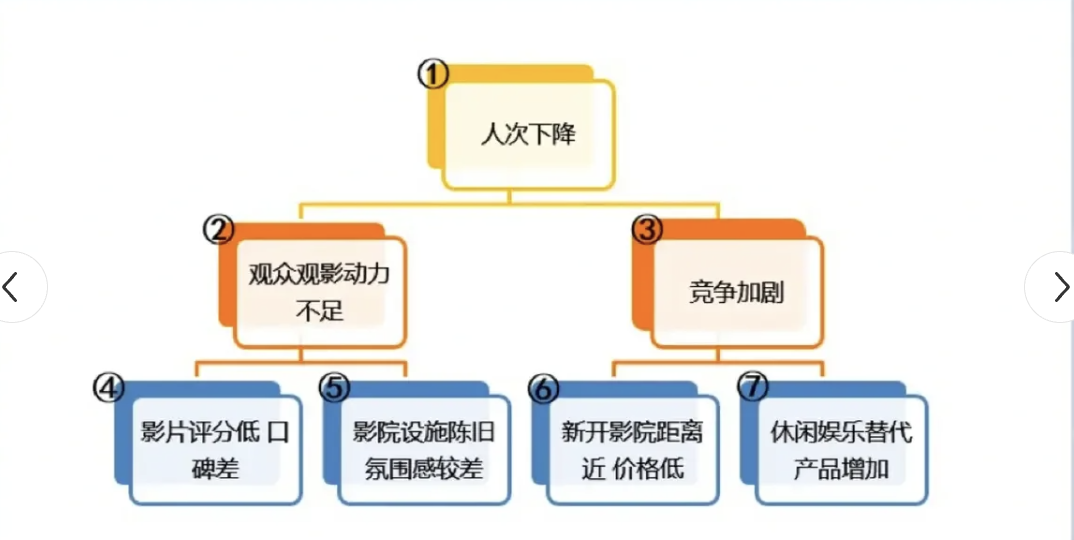 ①
人次下降
②
观众观影动力
不足
③
竞争加剧
④
影片评分低 口
碑差
⑤
影院设施陈旧
氛围感较差
⑥
新开影院距离
近 价格低
⑦
休闲娱乐替代
产品增加